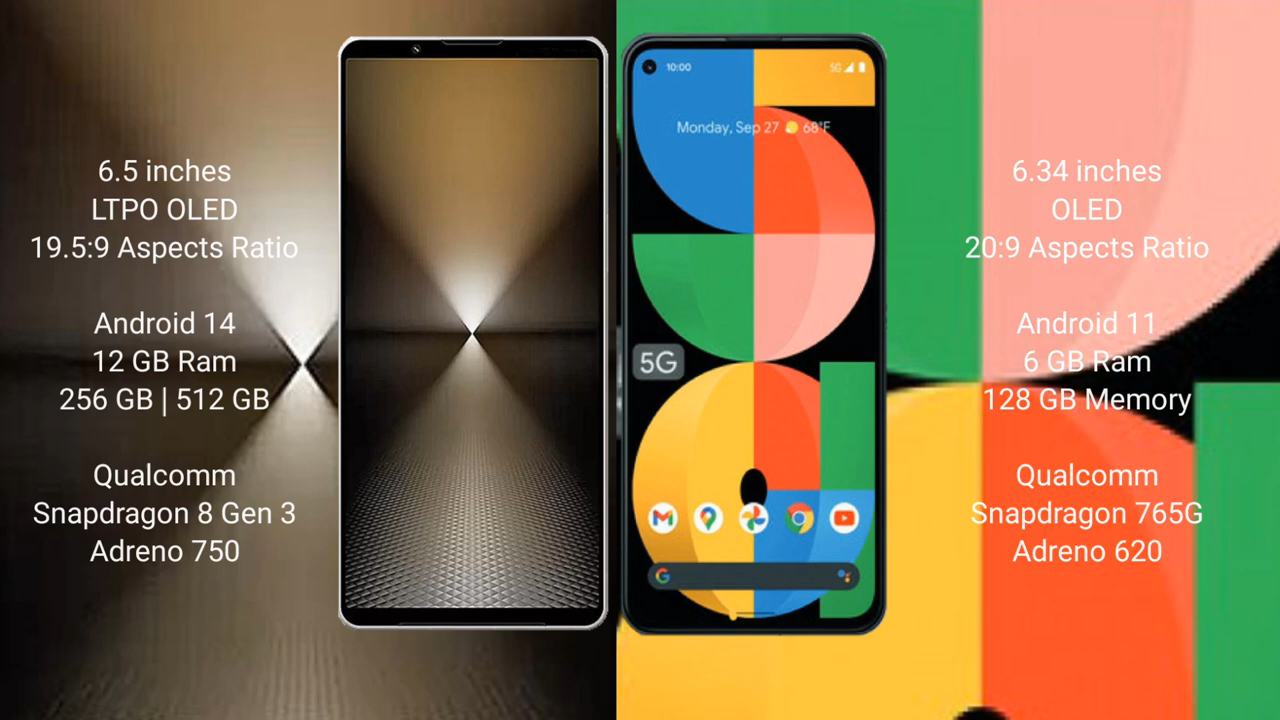 6.5 inches
LTPO OLED
19.5:9 Aspects Ratio
Android 14
12 GB Ram
256 GB | 512 GB
Qualcomm
Snapdragon 8 Gen 3
Adreno 750
10:00
5G
Monday, Sep 27 68°F
5G
6.34 inches
OLED
20:9 Aspects Ratio
Android 11
6 GB Ram
128 GB Memory
Qualcomm
Snapdragon 765G
Adreno 620